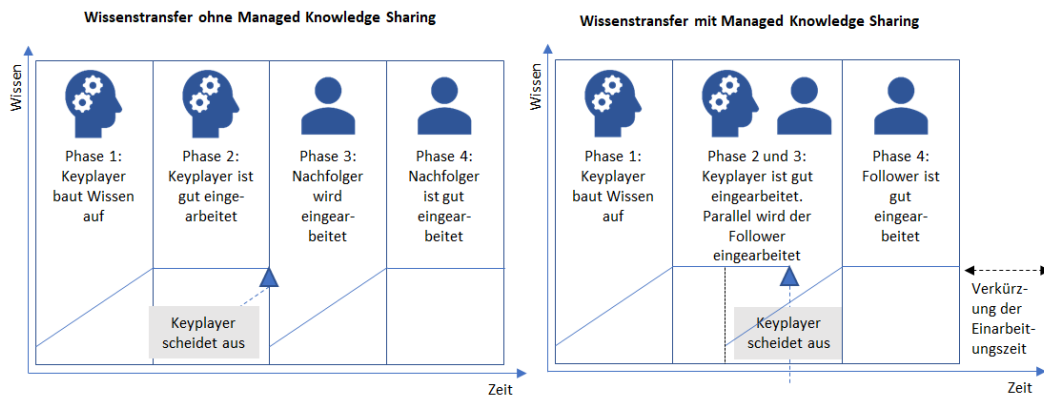 Wissenstransfer ohne Managed Knowledge Sharing
Wissen
Phase 1:
Keyplayer
baut Wissen
auf
Phase 2:
Keyplayer ist
gut einge-
arbeitet
Phase 3:
Nachfolger
wird
eingear-
beitet
Phase 4:
Nachfolger
ist gut
eingear-
beitet
Keyplayer
scheidet aus
Zeit
Wissenstransfer mit Managed Knowledge Sharing
Wissen
Phase 1:
Keyplayer
baut Wissen
auf
Phase 2 und 3:
Keyplayer ist gut
eingearbeitet.
Parallel wird der
Follower
eingearbeitet
Phase 4:
Follower ist
gut
eingear-
beitet
Keyplayer
scheidet aus
Verkürz-
ung der
Einarbeit-
ungszeit
Zeit